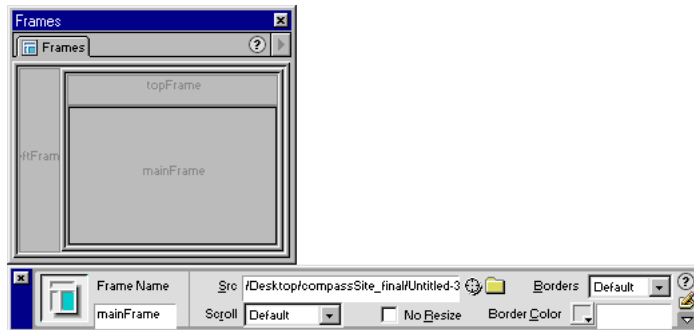 Frames
Frames ?
topFrame
ftFram
mainFrame
Frame Name Src /Desktop/compassSite_final/Untitled-3 Borders Default ?
mainFrame Scroll Default No Resize Border Color